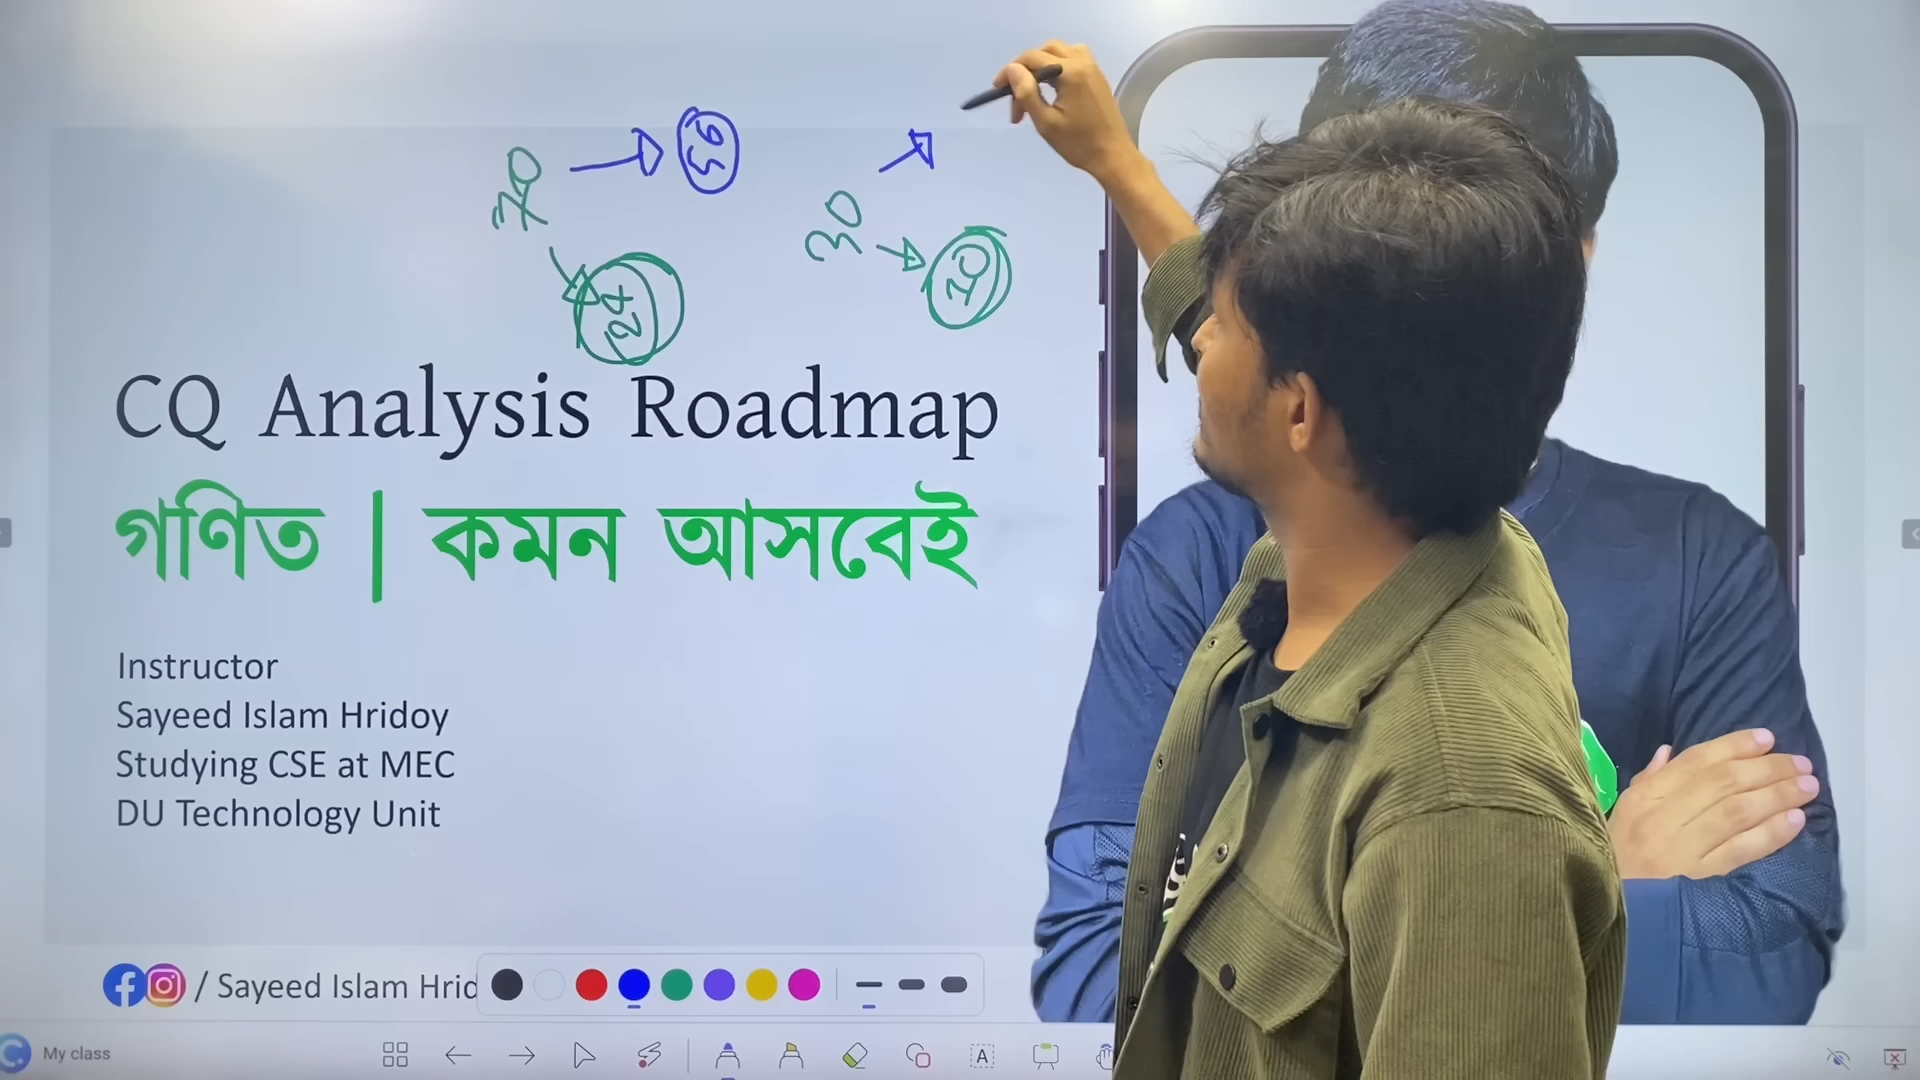 CQ Analysis Roadmap
গণিত | কমন আসবেই
Instructor
Sayeed Islam Hridoy
Studying CSE at MEC
DU Technology Unit
/ Sayeed Islam Hrid
My class
A